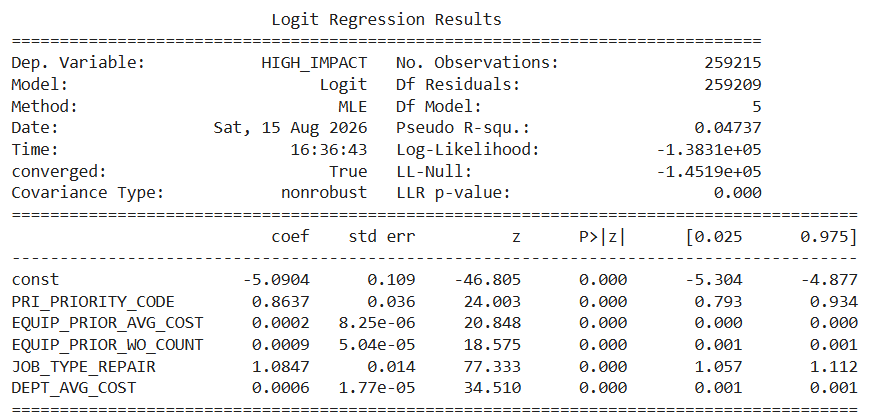 Logit Regression Results
==============================================================================
Dep. Variable: HIGH_IMPACT No. Observations: 259215
Model: Logit Df Residuals: 259209
Method: MLE Df Model: 5
Date: Sat, 15 Aug 2026 Pseudo R-squ.: 0.04737
Time: 16:36:43 Log-Likelihood: -1.3831e+05
converged: True LL-Null: -1.4519e+05
Covariance Type: nonrobust LLR p-value: 0.000
========================================================================================
coef std err z P>|z| [0.025 0.975]
----------------------------------------------------------------------------------------
const -5.0904 0.109 -46.805 0.000 -5.304 -4.877
PRI_PRIORITY_CODE 0.8637 0.036 24.003 0.000 0.793 0.934
EQUIP_PRIOR_AVG_COST 0.0002 8.25e-06 20.848 0.000 0.000 0.000
EQUIP_PRIOR_WO_COUNT 0.0009 5.04e-05 18.575 0.000 0.001 0.001
JOB_TYPE_REPAIR 1.0847 0.014 77.333 0.000 1.057 1.112
DEPT_AVG_COST 0.0006 1.77e-05 34.510 0.000 0.001 0.001
========================================================================================